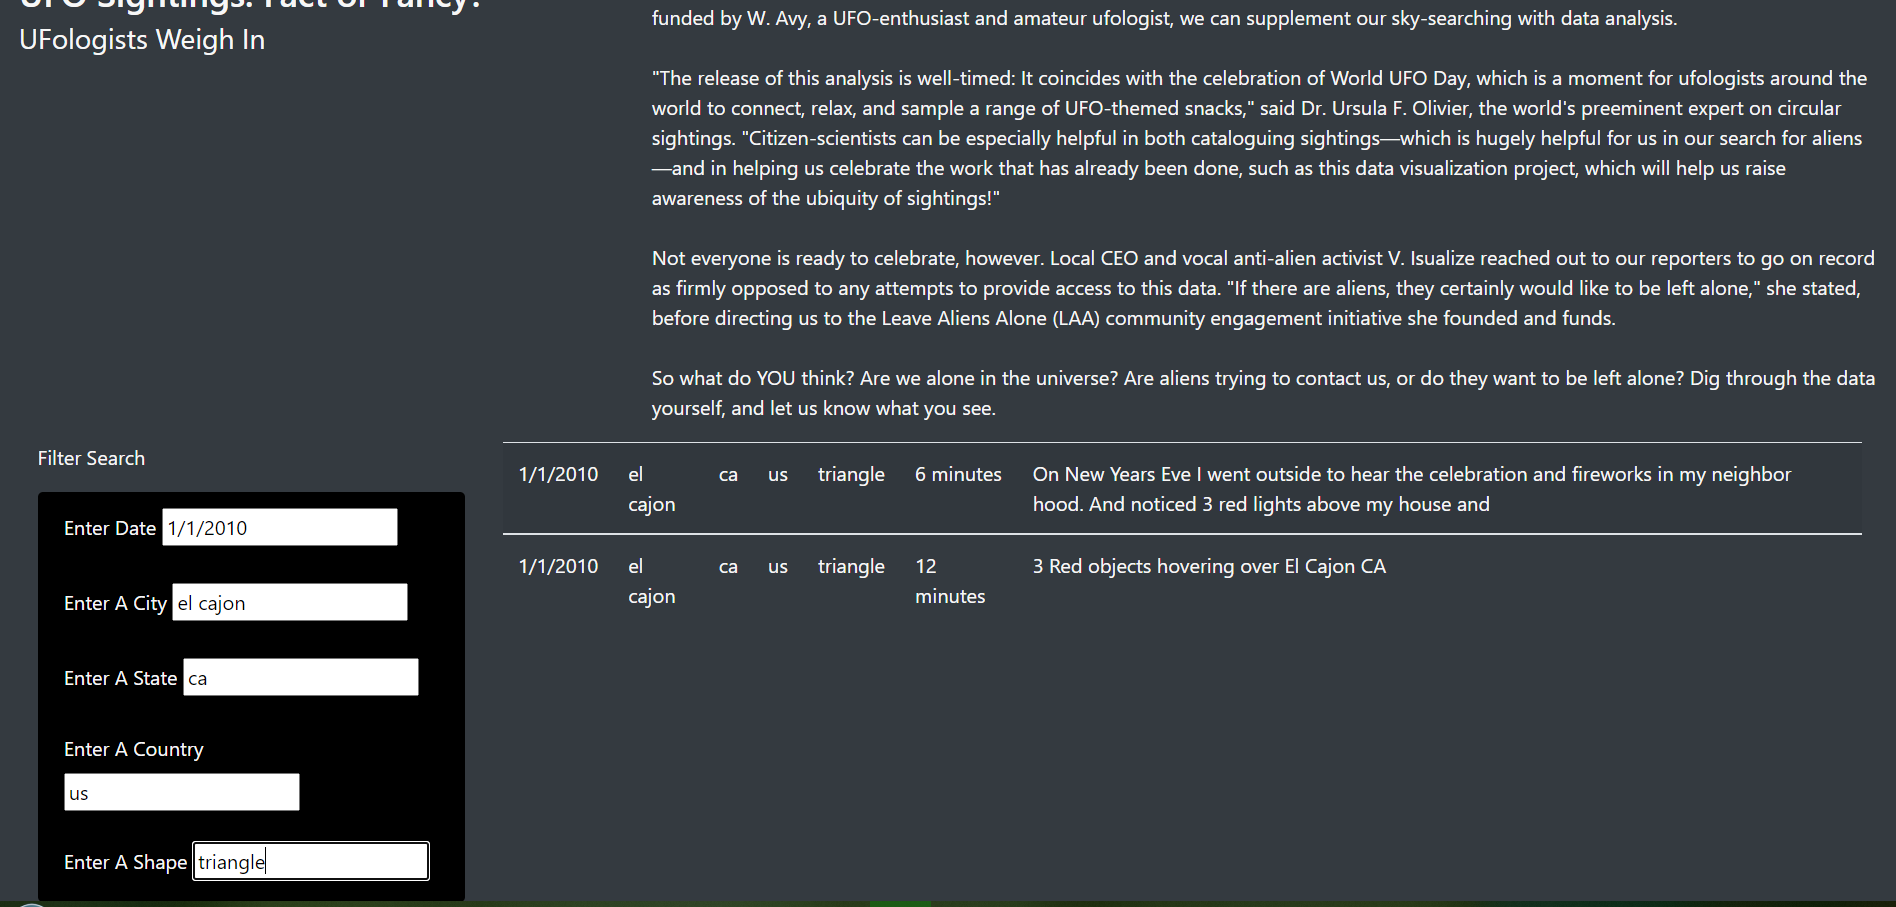 UFO Sightings: Fact or Fancy?
UFologists Weigh In
funded by W. Avy, a UFO-enthusiast and amateur ufologist, we can supplement our sky-searching with data analysis.
"The release of this analysis is well-timed: It coincides with the celebration of World UFO Day, which is a moment for ufologists around the
world to connect, relax, and sample a range of UFO-themed snacks," said Dr. Ursula F. Olivier, the world's preeminent expert on circular
sightings. "Citizen-scientists can be especially helpful in both cataloguing sightings—which is hugely helpful for us in our search for aliens
—and in helping us celebrate the work that has already been done, such as this data visualization project, which will help us raise
awareness of the ubiquity of sightings!"
Not everyone is ready to celebrate, however. Local CEO and vocal anti-alien activist V. Isualize reached out to our reporters to go on record
as firmly opposed to any attempts to provide access to this data. "If there are aliens, they certainly would like to be left alone," she stated,
before directing us to the Leave Aliens Alone (LAA) community engagement initiative she founded and funds.
So what do YOU think? Are we alone in the universe? Are aliens trying to contact us, or do they want to be left alone? Dig through the data
yourself, and let us know what you see.
Filter Search
Enter Date 1/1/2010
Enter A City el cajon
Enter A State ca
Enter A Country
us
Enter A Shape triangle
1/1/2010 el ca us triangle 6 minutes On New Years Eve I went outside to hear the celebration and fireworks in my neighbor
cajon hood. And noticed 3 red lights above my house and
1/1/2010 el ca us triangle 12 3 Red objects hovering over El Cajon CA
cajon minutes